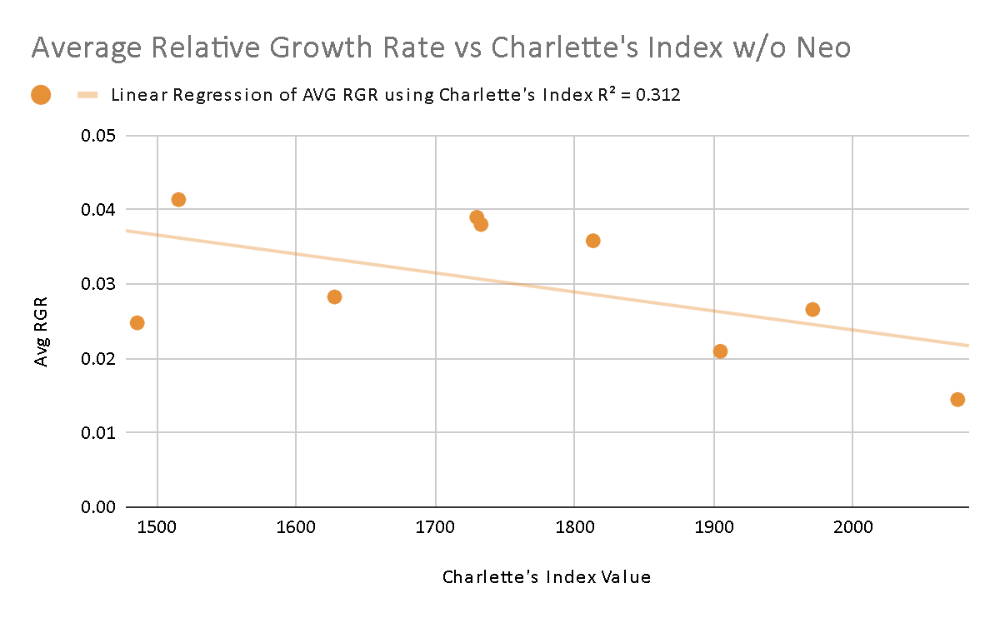 Average Relative Growth Rate vs Charlette's Index w/o Neo
Linear Regression of AVG RGR using Charlette's Index R² = 0.312
0.05
0.04
0.03
0.02
0.01
0.00
Avg RGR
1500 1600 1700 1800 1900 2000
Charlette's Index Value